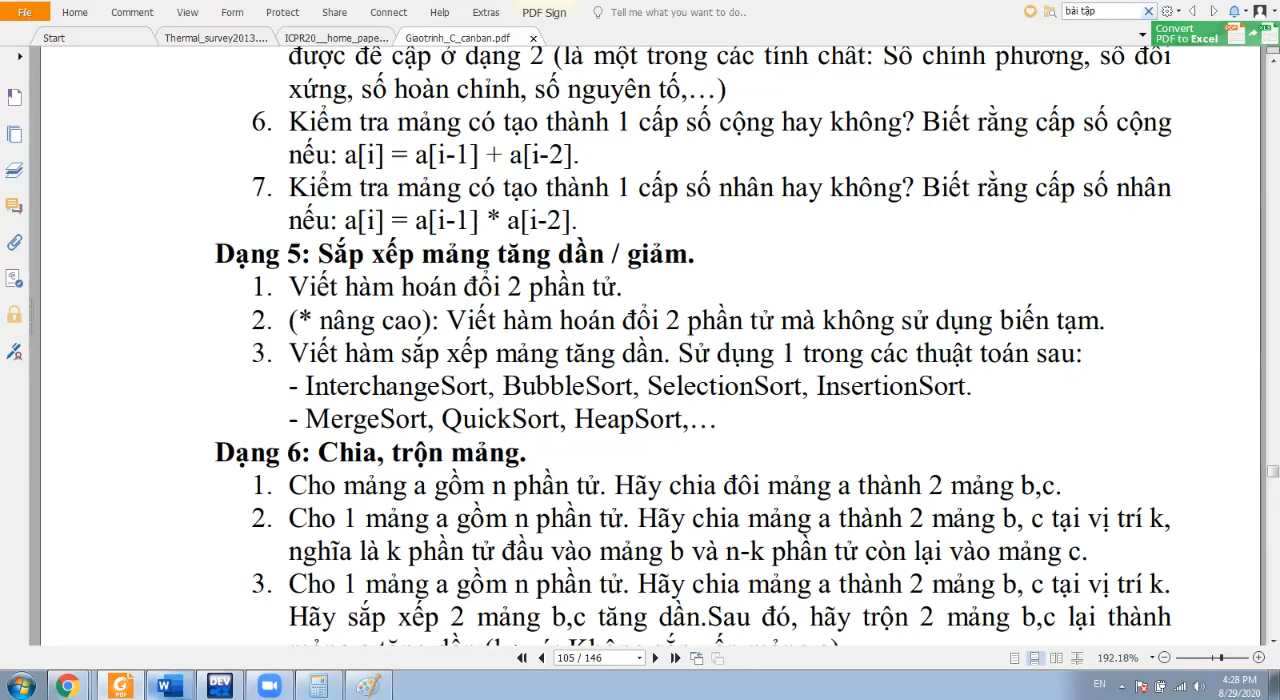 File Home Comment View Form Protect Share Connect Help Extras PDF Sign Tell me what you want to do.. bài tập
Start Thermal_survey2013.... ICPR20__home_pape... Giaotrinh_C_canban.pdf
Convert
PDF to Excel
được đề cập ở dạng 2 (là một trong các tính chất: Số chính phương, số đối
xứng, số hoàn chỉnh, số nguyên tố,…)
6. Kiểm tra mảng có tạo thành 1 cấp số cộng hay không? Biết rằng cấp số cộng
nếu: a[i] = a[i-1] + a[i-2].
7. Kiểm tra mảng có tạo thành 1 cấp số nhân hay không? Biết rằng cấp số nhân
nếu: a[i] = a[i-1] * a[i-2].
Dạng 5: Sắp xếp mảng tăng dần / giảm.
1. Viết hàm hoán đổi 2 phần tử.
2. (* nâng cao): Viết hàm hoán đổi 2 phần tử mà không sử dụng biến tạm.
3. Viết hàm sắp xếp mảng tăng dần. Sử dụng 1 trong các thuật toán sau:
- InterchangeSort, BubbleSort, SelectionSort, InsertionSort.
- MergeSort, QuickSort, HeapSort,…
Dạng 6: Chia, trộn mảng.
1. Cho mảng a gồm n phần tử. Hãy chia đôi mảng a thành 2 mảng b,c.
2. Cho 1 mảng a gồm n phần tử. Hãy chia mảng a thành 2 mảng b, c tại vị trí k,
nghĩa là k phần tử đầu vào mảng b và n-k phần tử còn lại vào mảng c.
3. Cho 1 mảng a gồm n phần tử. Hãy chia mảng a thành 2 mảng b, c tại vị trí k.
Hãy sắp xếp 2 mảng b,c tăng dần.Sau đó, hãy trộn 2 mảng b,c lại thành
105 / 146 192.18%
DEV
EN 4:28 PM
8/29/2020